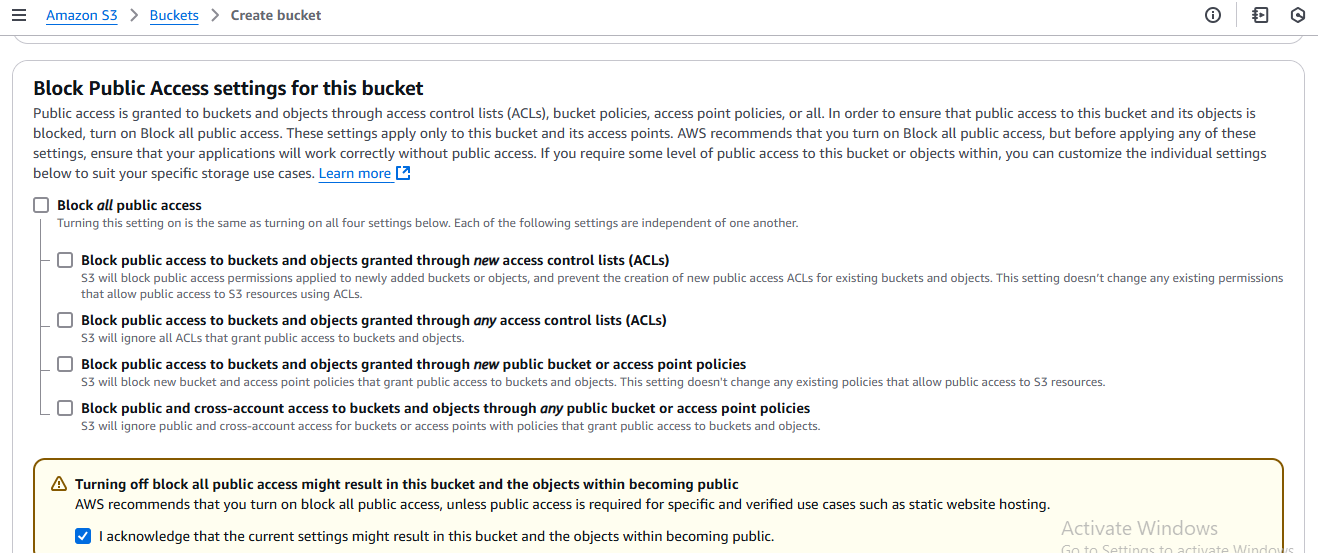 Amazon S3 > Buckets > Create bucket
Block Public Access settings for this bucket
Public access is granted to buckets and objects through access control lists (ACLs), bucket policies, access point policies, or all. In order to ensure that public access to this bucket and its objects is
blocked, turn on Block all public access. These settings apply only to this bucket and its access points. AWS recommends that you turn on Block all public access, but before applying any of these
settings, ensure that your applications will work correctly without public access. If you require some level of public access to this bucket or objects within, you can customize the individual settings
below to suit your specific storage use cases. Learn more
Block all public access
Turning this setting on is the same as turning on all four settings below. Each of the following settings are independent of one another.
Block public access to buckets and objects granted through new access control lists (ACLs)
S3 will block public access permissions applied to newly added buckets or objects, and prevent the creation of new public access ACLs for existing buckets and objects. This setting doesn't change any existing permissions
that allow public access to S3 resources using ACLs.
Block public access to buckets and objects granted through any access control lists (ACLs)
S3 will ignore all ACLs that grant public access to buckets and objects.
Block public access to buckets and objects granted through new public bucket or access point policies
S3 will block new bucket and access point policies that grant public access to buckets and objects. This setting doesn't change any existing policies that allow public access to S3 resources.
Block public and cross-account access to buckets and objects through any public bucket or access point policies
S3 will ignore public and cross-account access for buckets or access points with policies that grant public access to buckets and objects.
Turning off block all public access might result in this bucket and the objects within becoming public
AWS recommends that you turn on block all public access, unless public access is required for specific and verified use cases such as static website hosting.
I acknowledge that the current settings might result in this bucket and the objects within becoming public.
Activate Windows
Go to Settings to activate Windows